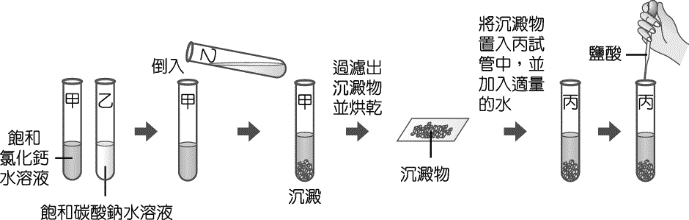 甲
乙
飽和
氯化鈣
水溶液
飽和碳酸鈉水溶液
倒入
乙
甲
甲
沉澱
過濾出
沉澱物
並烘乾
沉澱物
將沉澱物
置入丙試
管中，並
加入適量
的水
丙
鹽酸
丙